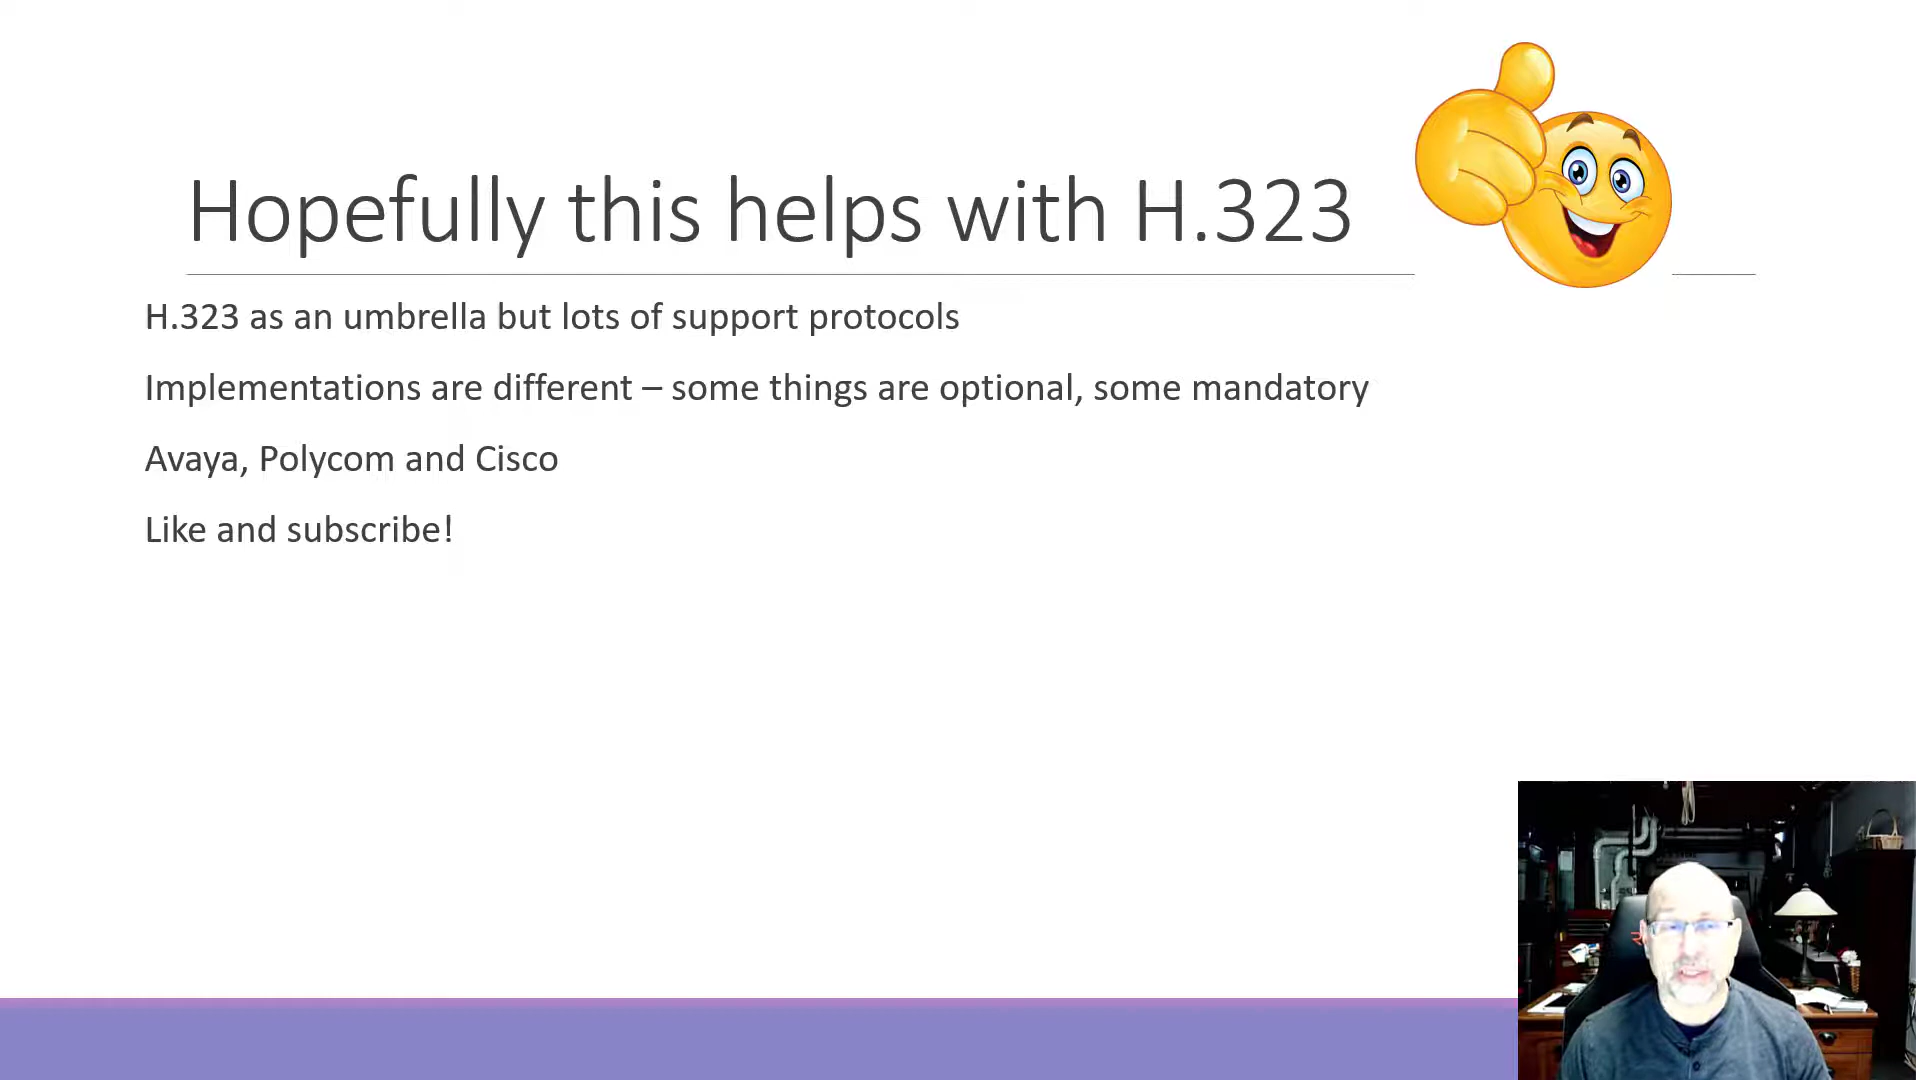 Hopefully this helps with H.323
H.323 as an umbrella but lots of support protocols
Implementations are different – some things are optional, some mandatory
Avaya, Polycom and Cisco
Like and subscribe!